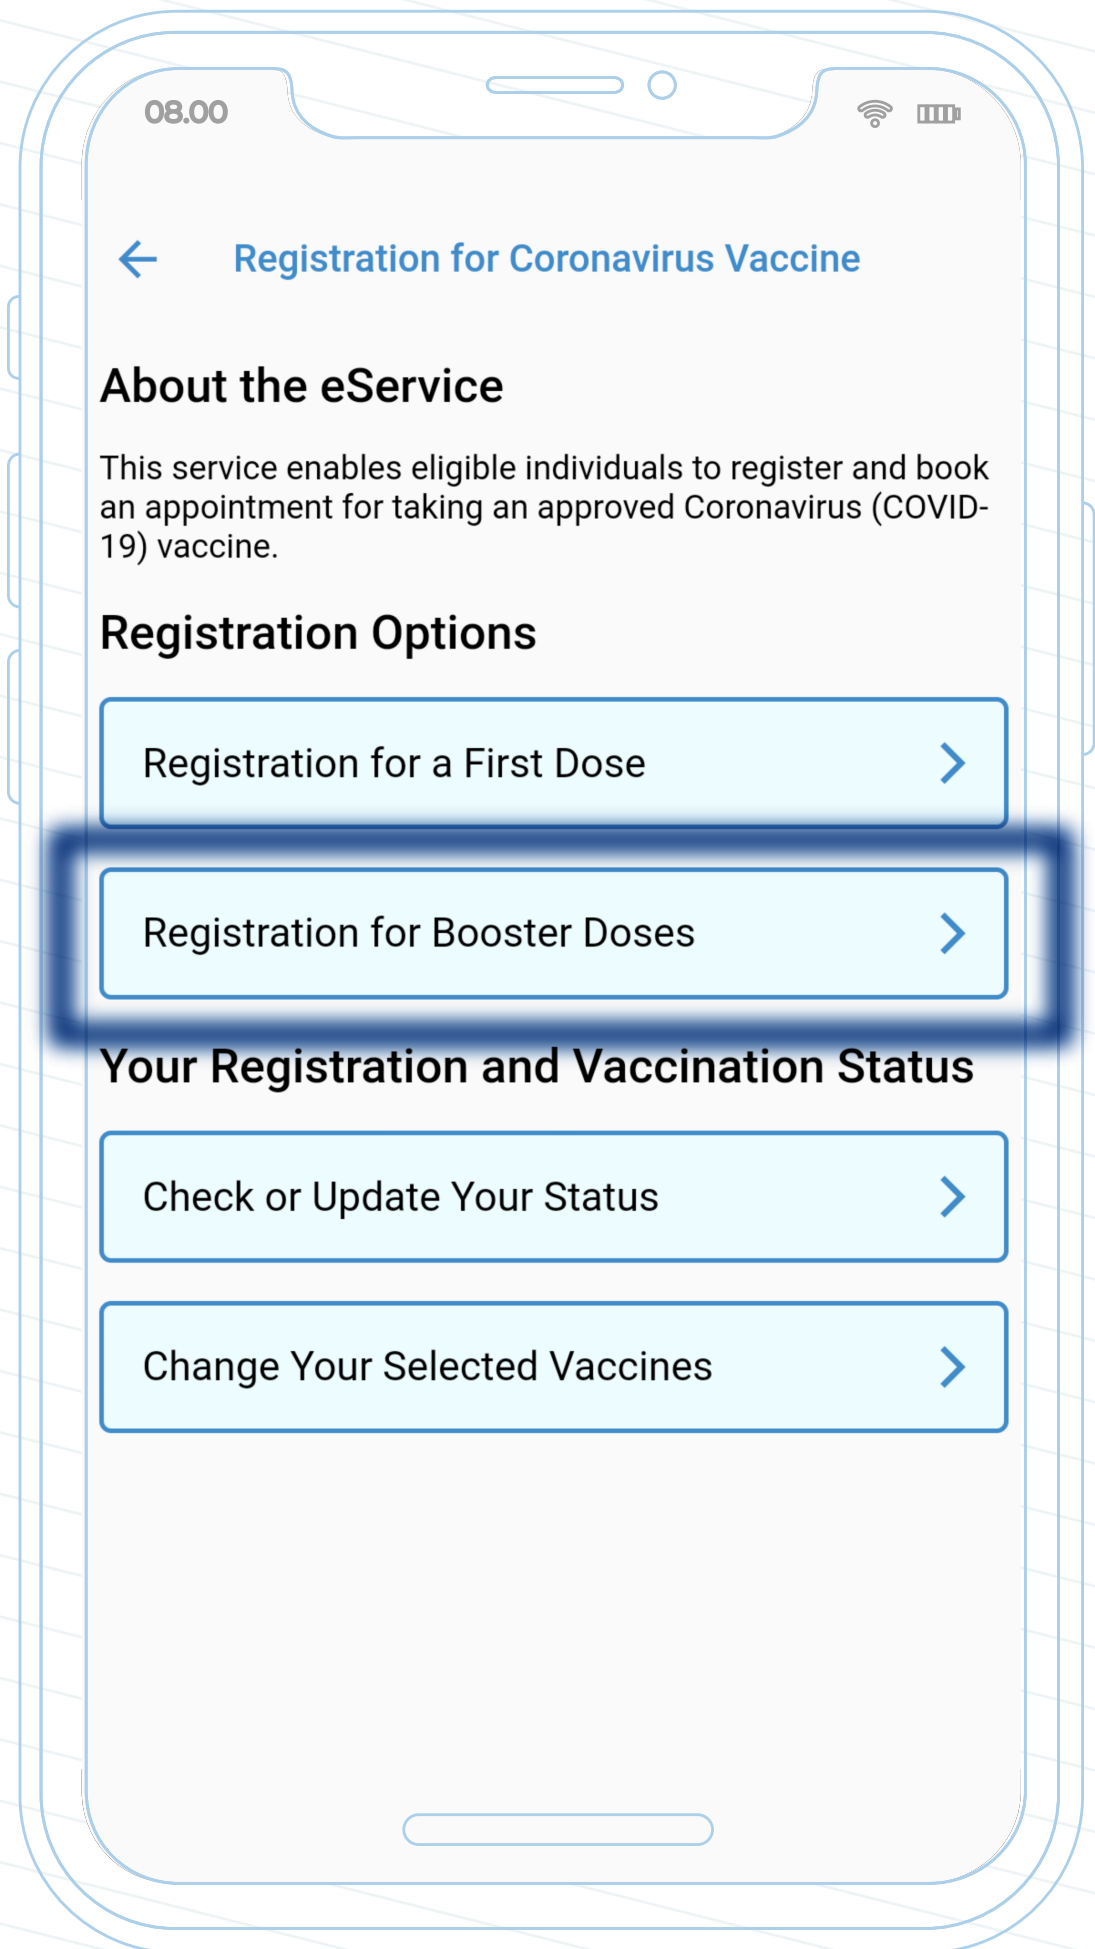 08.00
Registration for Coronavirus Vaccine
About the eService
This service enables eligible individuals to register and book
an appointment for taking an approved Coronavirus (COVID-
19) vaccine.
Registration Options
Registration for a First Dose
Registration for Booster Doses
Your Registration and Vaccination Status
Check or Update Your Status
Change Your Selected Vaccines